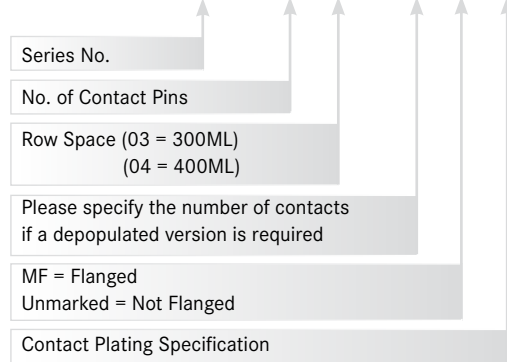 Series No.
No. of Contact Pins
Row Space (03 = 300ML)
(04 = 400ML)
Please specify the number of contacts
if a depopulated version is required
MF = Flanged
Unmarked = Not Flanged
Contact Plating Specification